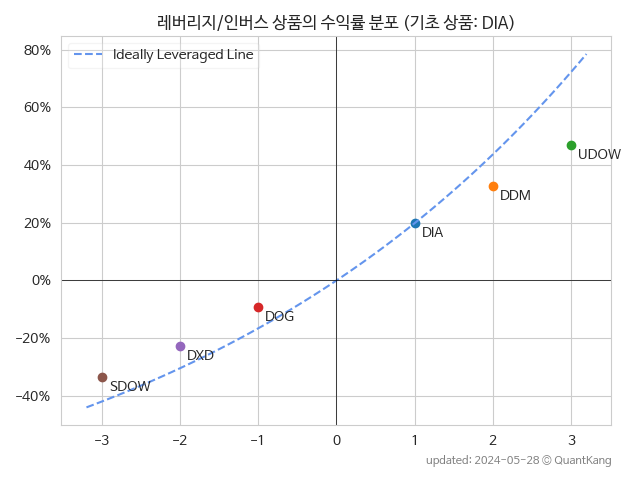 레버리지/인버스 상품의 수익률 분포 (기초 상품: DIA)
80%
Ideally Leveraged Line
60%
UDOW
40%
DDM
20%
DIA
0%
DOG
-20%
DXD
SDOW
-40%
-3 -2 -1 0 1 2 3
updated: 2024-05-28 © QuantKang